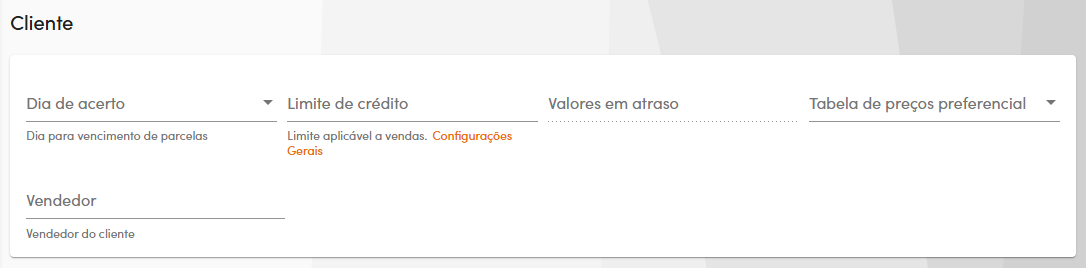 Cliente
Dia de acerto
Limite de crédito
Valores em atraso
Tabela de preços preferencial
Dia para vencimento de parcelas
Limite aplicável a vendas. Configurações
Gerais
Vendedor
Vendedor do cliente